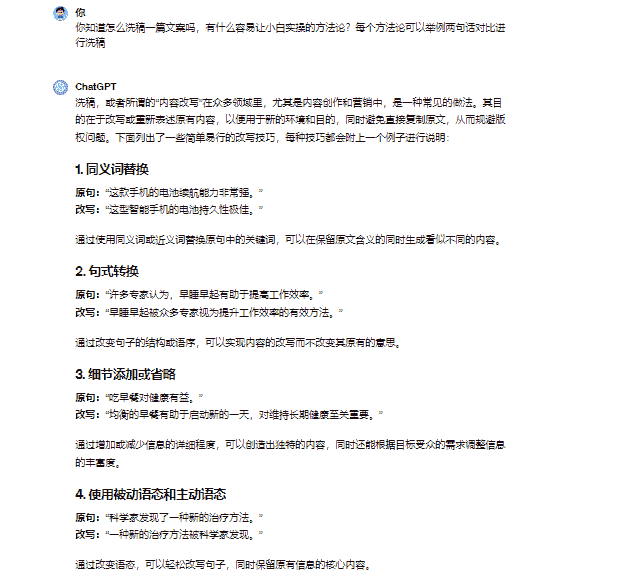 你
你知道怎么洗稿一篇文案吗，有什么容易让小白实操的方法论？每个方法论可以举例两句话对比进
行洗稿
ChatGPT
洗稿，或者所谓的“内容改写”在众多领域里，尤其是内容创作和营销中，是一种常见的做法。其目
的在于改写或重新表述原有内容，以便用于新的环境和目的，同时避免直接复制原文，从而规避版
权问题。下面列出了一些简单易行的改写技巧，每种技巧都会附上一个例子进行说明：
1. 同义词替换
原句：“这款手机的电池续航能力非常强。”
改写：“这型智能手机的电池持久性极佳。”
通过使用同义词或近义词替换原句中的关键词，可以在保留原文含义的同时生成看似不同的内容。
2. 句式转换
原句：“许多专家认为，早睡早起有助于提高工作效率。”
改写：“早睡早起被众多专家视为提升工作效率的有效方法。”
通过改变句子的结构或语序，可以实现内容的改写而不改变其原有的意思。
3. 细节添加或省略
原句：“吃早餐对健康有益。”
改写：“均衡的早餐有助于启动新的一天，对维持长期健康至关重要。”
通过增加或减少信息的详细程度，可以创造出独特的内容，同时还能根据目标受众的需求调整信息
的丰富度。
4. 使用被动语态和主动语态
原句：“科学家发现了一种新的治疗方法。”
改写：“一种新的治疗方法被科学家发现。”
通过改变语态，可以轻松改写句子，同时保留原有信息的核心内容。